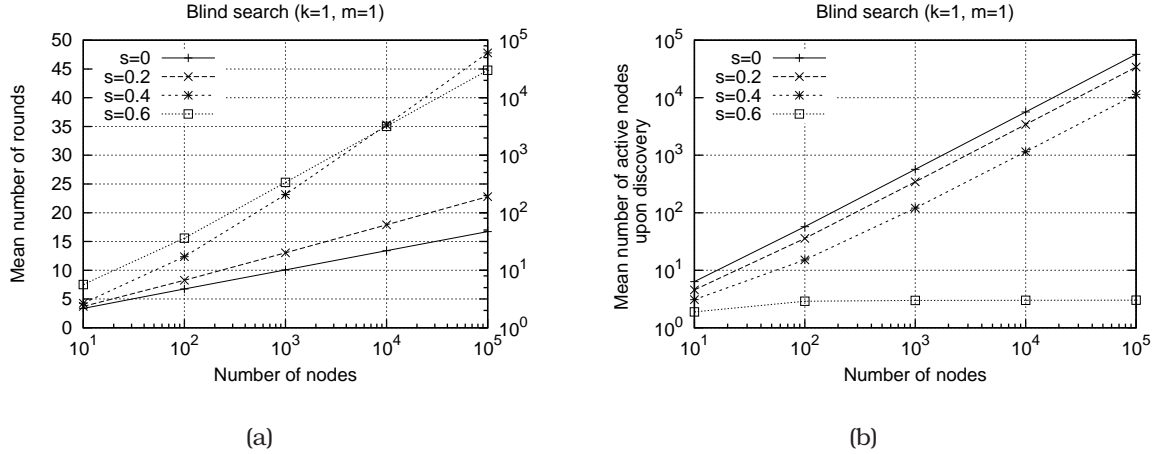 Blind search (k=1, m=1)
50
45
40
35
30
25
20
15
10
5
0
Mean number of rounds
s=0
s=0.2
s=0.4
s=0.6
10^5
10^4
10^3
10^2
10^1
10^0
10^1 10^2 10^3 10^4 10^5
Number of nodes
(a)
Blind search (k=1, m=1)
10^5
10^4
10^3
10^2
10^1
10^0
Mean number of active nodes
upon discovery
s=0
s=0.2
s=0.4
s=0.6
10^1 10^2 10^3 10^4 10^5
Number of nodes
(b)